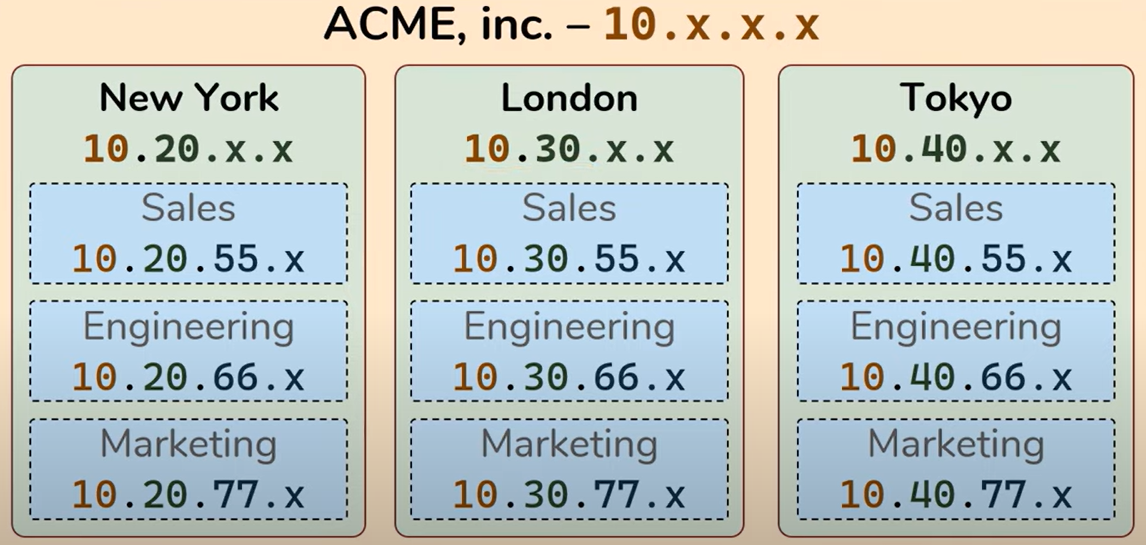 ACME, inc. – 10.x.x.x
New York
10.20.x.x
Sales
10.20.55.x
Engineering
10.20.66.x
Marketing
10.20.77.x
London
10.30.x.x
Sales
10.30.55.x
Engineering
10.30.66.x
Marketing
10.30.77.x
Tokyo
10.40.x.x
Sales
10.40.55.x
Engineering
10.40.66.x
Marketing
10.40.77.x